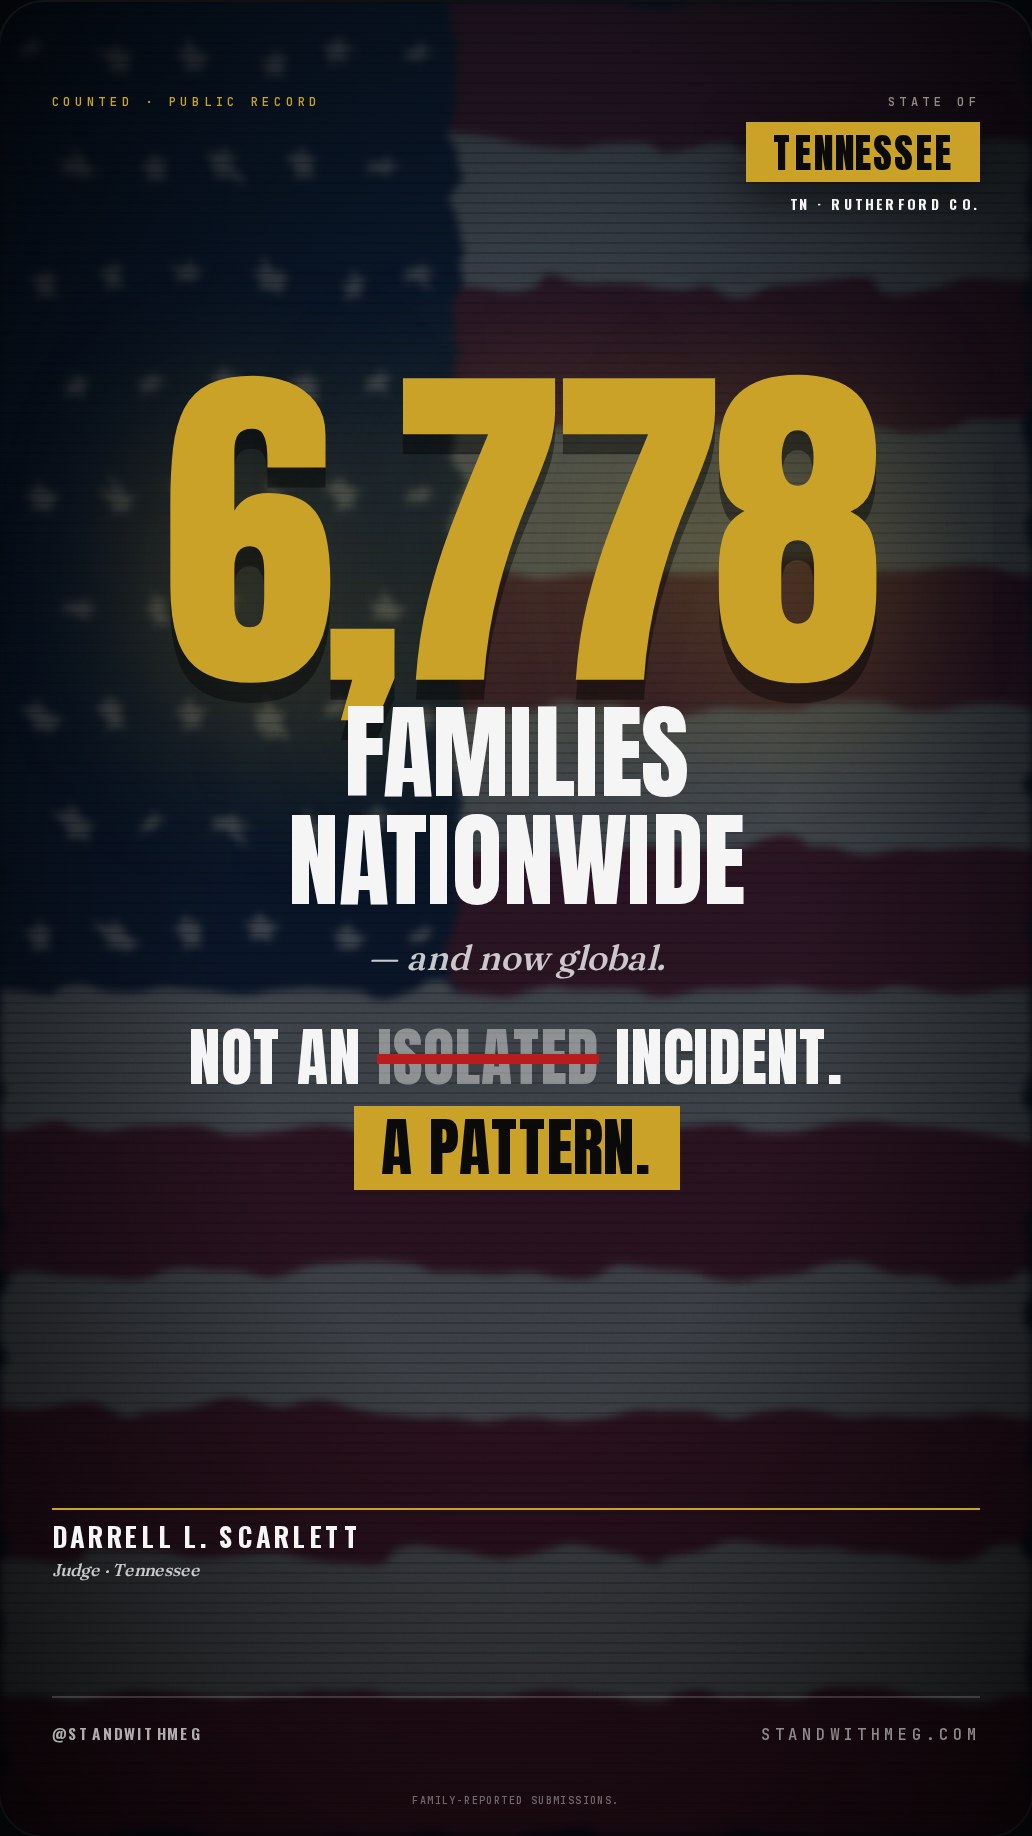 COUNTED · PUBLIC RECORD
STATE OF
TENNESSEE
TN · RUTHERFORD CO.
6,778
FAMILIES
NATIONWIDE
— and now global.
NOT AN ISOLATED INCIDENT.
A PATTERN.
DARRELL L. SCARLETT
Judge · Tennessee
@STANDWITHMEG
STANDWITHMEG.COM
FAMILY-REPORTED SUBMISSIONS.